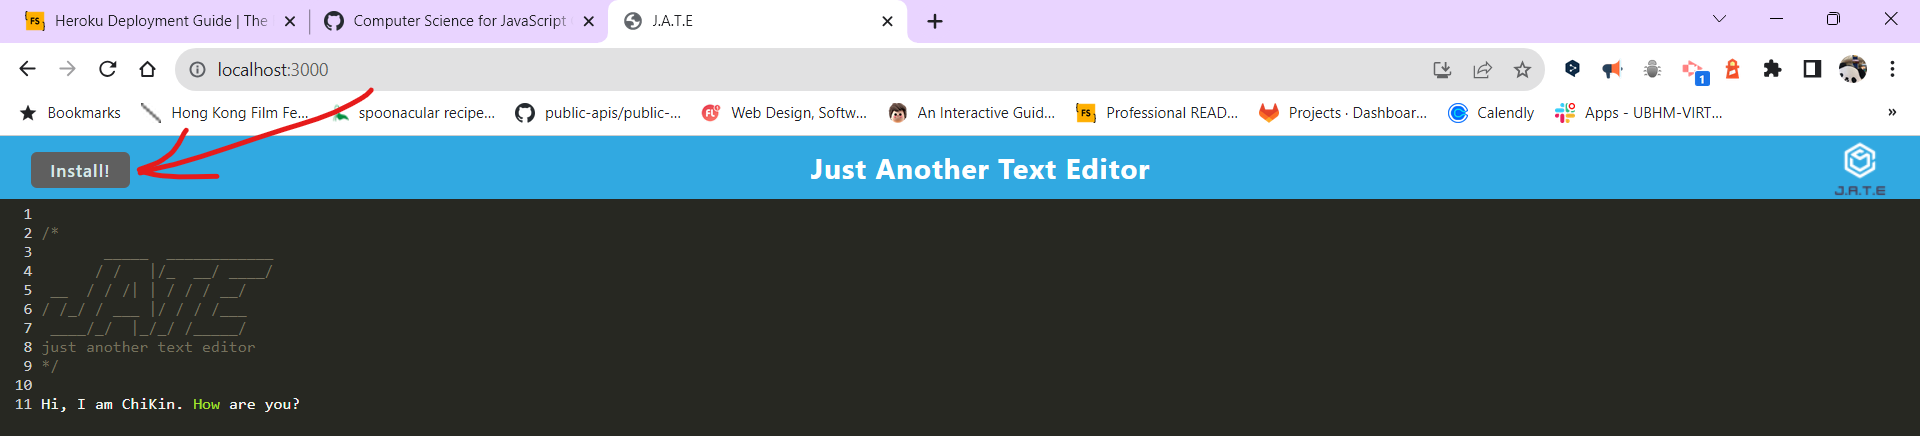 Heroku Deployment Guide | The
Computer Science for JavaScript
J.A.T.E
localhost:3000
1
Bookmarks
Hong Kong Film Fe...
spoonacular recipe...
public-apis/public-...
Web Design, Softw...
An Interactive Guid...
FS
Professional READ...
Projects · Dashboar...
Calendly
Apps - UBHM-VIRT...
»
Install!
Just Another Text Editor
J.A.T.E
1
2 /*
3       _____  ____________
4      / /   |/_  __/ ____/
5  __  / / /| | / / / __/
6 / /_/ / ___ |/ / / /___
7  ____/_/  |_/_/ /_____/
8 just another text editor
9 */
10
11 Hi, I am ChiKin. How are you?